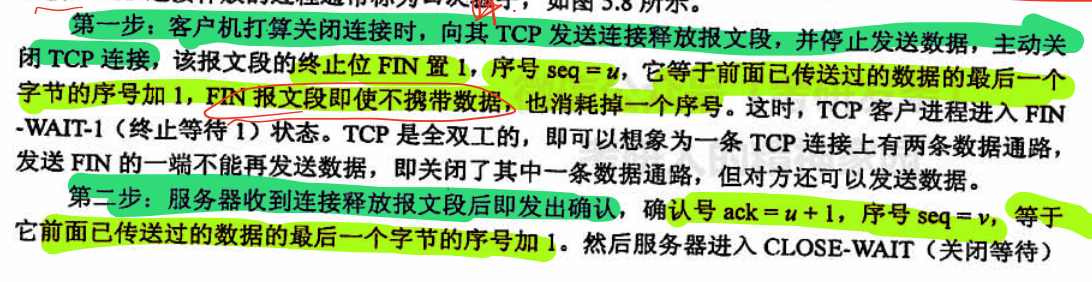 如图 3.8 所示。
第一步：客户机打算关闭连接时，向其 TCP 发送连接释放报文段，并停止发送数据，主动关
闭 TCP 连接，该报文段的终止位 FIN 置 1，序号 seq = u，它等于前面已传送过的数据的最后一个
字节的序号加 1，FIN 报文段即使不携带数据，也消耗掉一个序号。这时，TCP 客户进程进入 FIN
-WAIT-1（终止等待 1）状态。TCP 是全双工的，即可以想象为一条 TCP 连接上有两条数据通路，
发送 FIN 的一端不能再发送数据，即关闭了其中一条数据通路，但对方还可以发送数据。
第二步：服务器收到连接释放报文段后即发出确认，确认号 ack = u + 1，序号 seq = v，等于
它前面已传送过的数据的最后一个字节的序号加 1。然后服务器进入 CLOSE-WAIT（关闭等待）